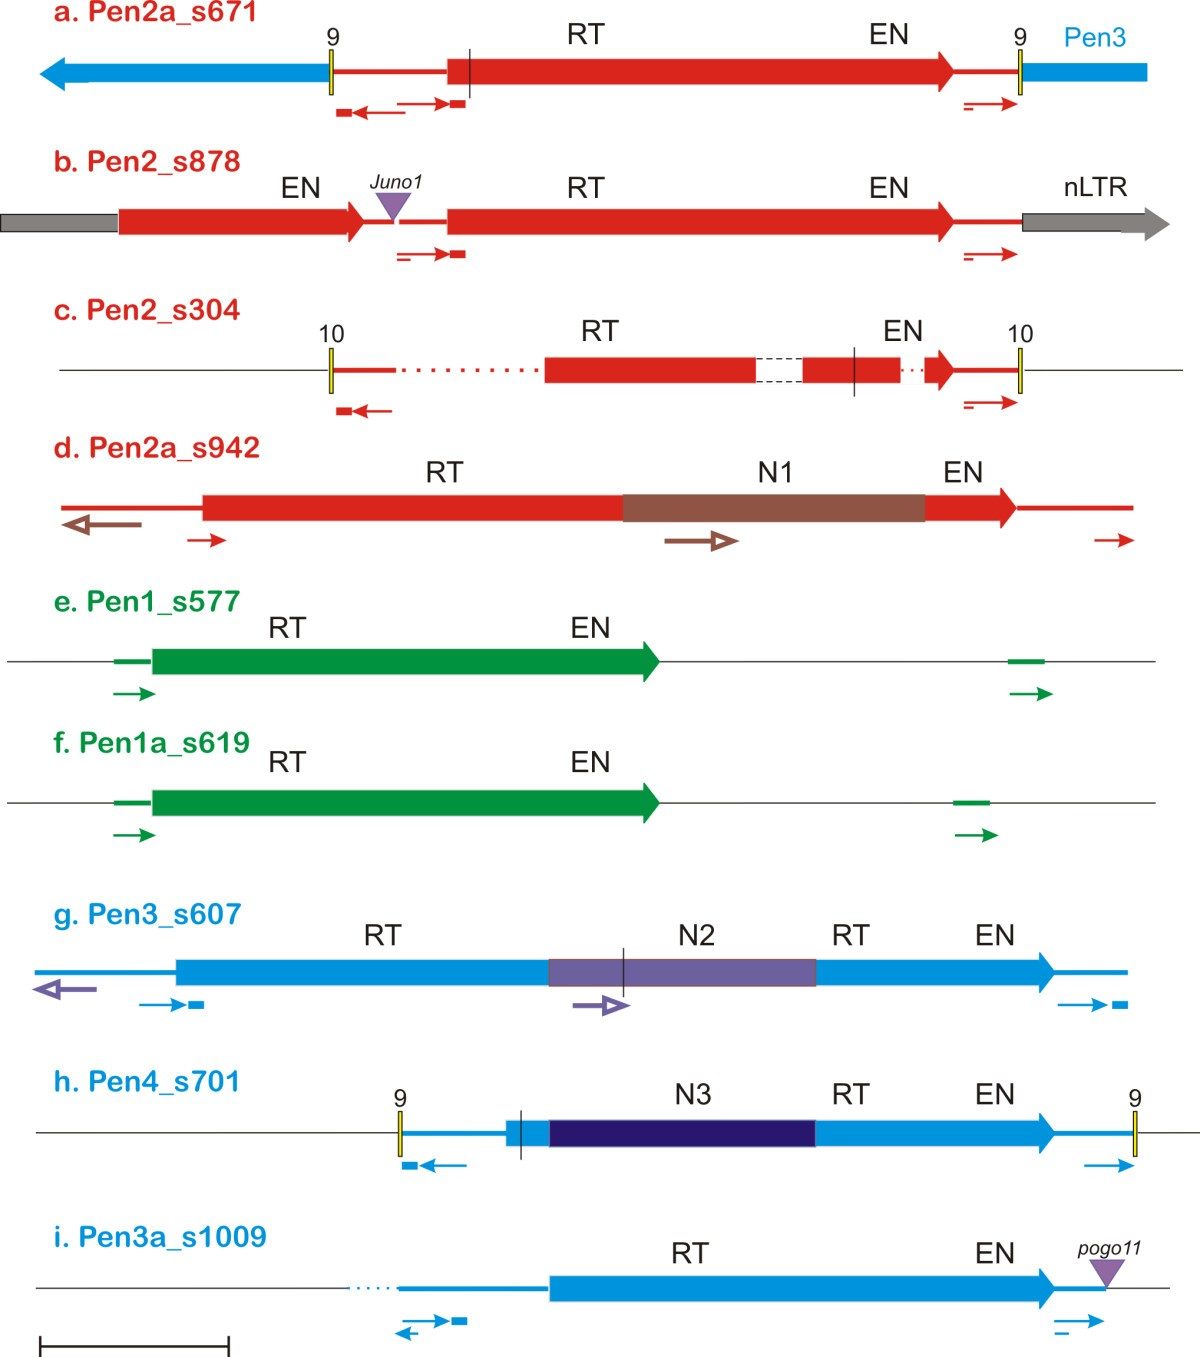 a. Pen2a_s671
9 RT EN 9 Pen3
b. Pen2_s878
EN Juno1 RT EN nLTR
c. Pen2_s304
10 RT EN 10
d. Pen2a_s942
RT N1 EN
e. Pen1_s577
RT EN
f. Pen1a_s619
RT EN
g. Pen3_s607
RT N2 RT EN
h. Pen4_s701
9 N3 RT EN 9
i. Pen3a_s1009
RT EN pogo11